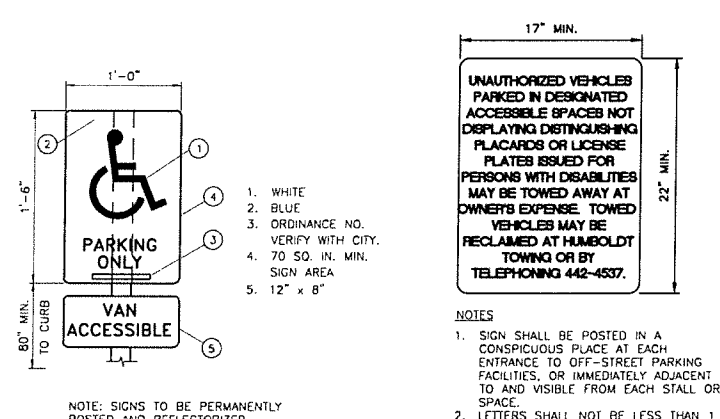 1'-0"
2
1
1'-6"
4
PARKING
ONLY
3
VAN
ACCESSIBLE
5
80" MIN.
TO CURB
1. WHITE
2. BLUE
3. ORDINANCE NO.
VERIFY WITH CITY.
4. 70 SQ. IN. MIN.
SIGN AREA
5. 12" x 8"
NOTE: SIGNS TO BE PERMANENTLY
POSTED AND REFLECTORIZED
17" MIN.
UNAUTHORIZED VEHICLES
PARKED IN DESIGNATED
ACCESSIBLE SPACES NOT
DISPLAYING DISTINGUISHING
PLACARDS OR LICENSE
PLATES ISSUED FOR
PERSONS WITH DISABILITIES
MAY BE TOWED AWAY AT
OWNER'S EXPENSE. TOWED
VEHICLES MAY BE
RECLAIMED AT HUMBOLDT
TOWING OR BY
TELEPHONING 442-4537.
22" MIN.
NOTES
1. SIGN SHALL BE POSTED IN A
CONSPICUOUS PLACE AT EACH
ENTRANCE TO OFF-STREET PARKING
FACILITIES, OR IMMEDIATELY ADJACENT
TO AND VISIBLE FROM EACH STALL OR
SPACE.
2. LETTERS SHALL NOT BE LESS THAN 1